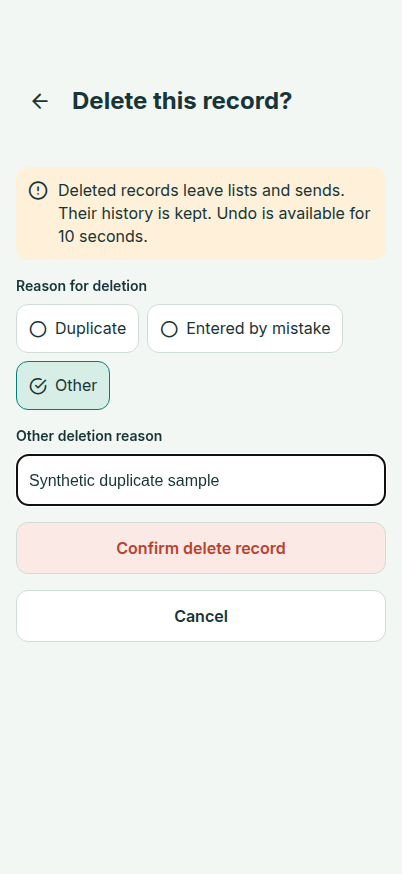 Delete this record?
Deleted records leave lists and sends.
Their history is kept. Undo is available for
10 seconds.
Reason for deletion
Duplicate
Entered by mistake
Other
Other deletion reason
Synthetic duplicate sample
Confirm delete record
Cancel